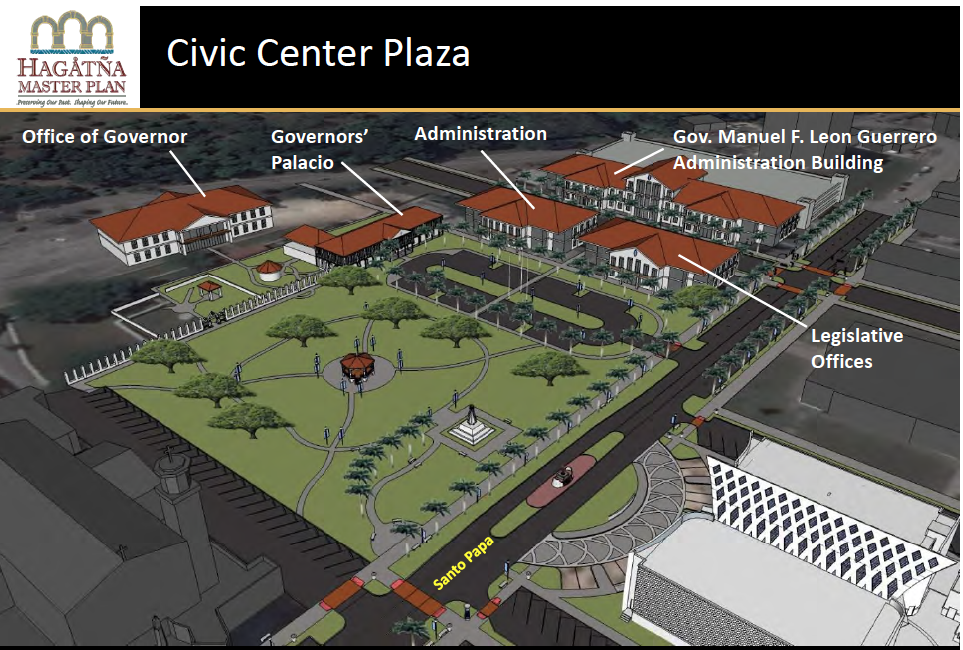 HAGÅTÑA
MASTER PLAN
Preserving Our Past. Shaping Our Future.
Civic Center Plaza
Office of Governor
Governors'
Palacio
Administration
Gov. Manuel F. Leon Guerrero
Administration Building
Legislative
Offices
Santo Papa